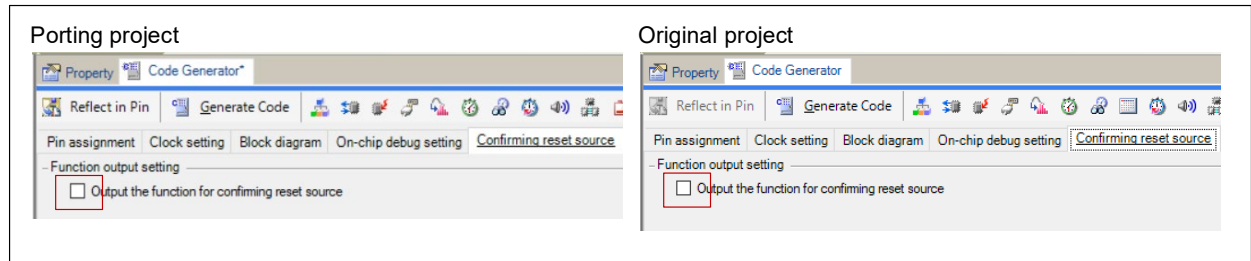 Porting project
Property Code Generator*
Reflect in Pin Generate Code
Pin assignment Clock setting Block diagram On-chip debug setting Confirming reset source
Function output setting
Output the function for confirming reset source
Original project
Property Code Generator
Reflect in Pin Generate Code
Pin assignment Clock setting Block diagram On-chip debug setting Confirming reset source
Function output setting
Output the function for confirming reset source